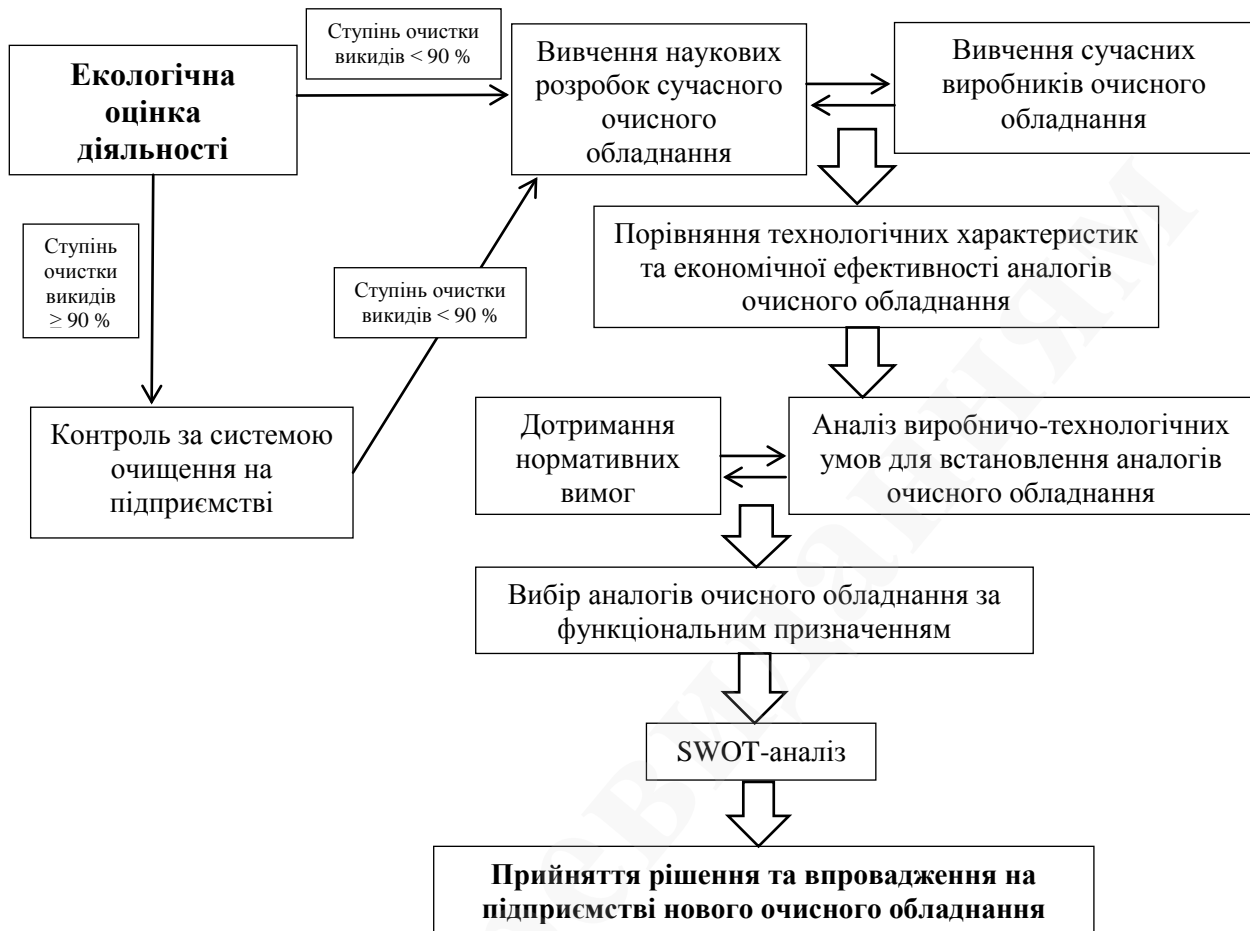 Екологічна
оцінка
діяльності
Ступінь очистки
викидів < 90 %
Вивчення наукових
розробок сучасного
очисного
обладнання
Вивчення сучасних
виробників очисного
обладнання
Ступінь
очистки
викидів
≥ 90 %
Ступінь очистки
викидів < 90 %
Порівняння технологічних характеристик
та економічної ефективності аналогів
очисного обладнання
Контроль за системою
очищення на
підприємстві
Дотримання
нормативних
вимог
Аналіз виробничо-технологічних
умов для встановлення аналогів
очисного обладнання
Вибір аналогів очисного обладнання за
функціональним призначенням
SWOT-аналіз
Прийняття рішення та впровадження на
підприємстві нового очисного обладнання